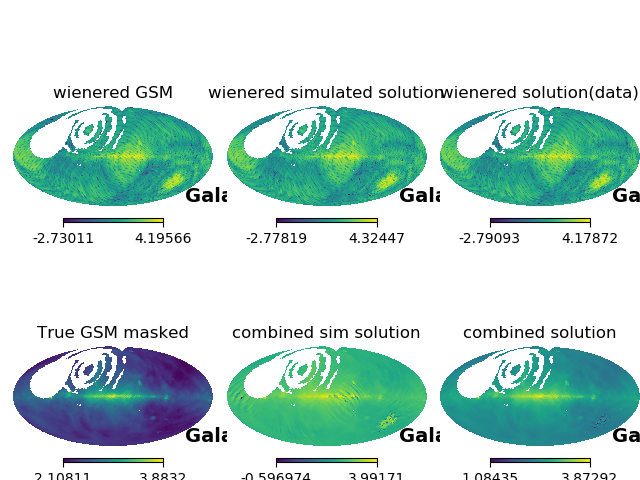 wienered GSM wienered simulated solution wienered solution(data)
Gala Gala Ga
-2.73011 4.19566 -2.77819 4.32447 -2.79093 4.17872
True GSM masked combined sim solution combined solution
Gala Gala Ga
2.10811 3.8832 -0.596974 3.99171 1.08435 3.87292